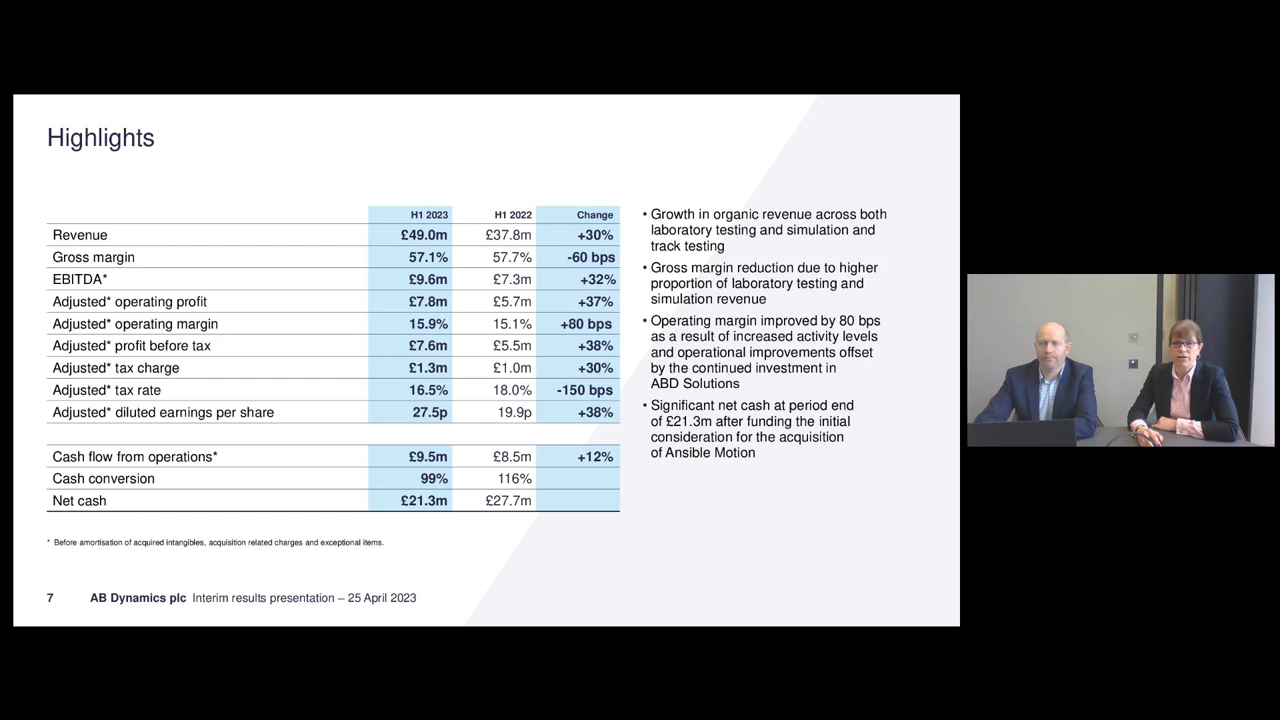 Highlights
H1 2023 H1 2022 Change
Revenue £49.0m £37.8m +30%
Gross margin 57.1% 57.7% -60 bps
EBITDA* £9.6m £7.3m +32%
Adjusted* operating profit £7.8m £5.7m +37%
Adjusted* operating margin 15.9% 15.1% +80 bps
Adjusted* profit before tax £7.6m £5.5m +38%
Adjusted* tax charge £1.3m £1.0m +30%
Adjusted* tax rate 16.5% 18.0% -150 bps
Adjusted* diluted earnings per share 27.5p 19.9p +38%
Cash flow from operations* £9.5m £8.5m +12%
Cash conversion 99% 116%
Net cash £21.3m £27.7m
* Before amortisation of acquired intangibles, acquisition related charges and exceptional items.
• Growth in organic revenue across both
laboratory testing and simulation and
track testing
• Gross margin reduction due to higher
proportion of laboratory testing and
simulation revenue
• Operating margin improved by 80 bps
as a result of increased activity levels
and operational improvements offset
by the continued investment in
ABD Solutions
• Significant net cash at period end
of £21.3m after funding the initial
consideration for the acquisition
of Ansible Motion
7 AB Dynamics plc Interim results presentation – 25 April 2023